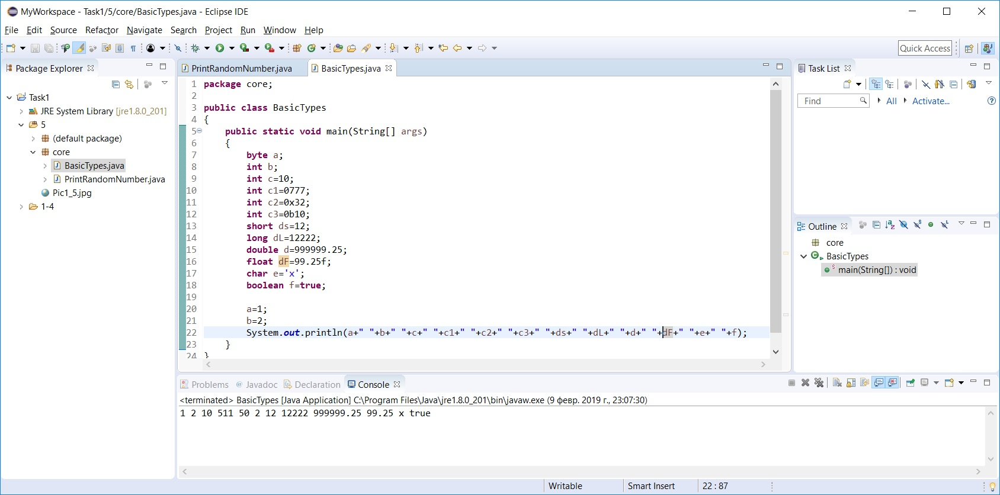 MyWorkspace - Task1/5/core/BasicTypes.java - Eclipse IDE
File Edit Source Refactor Navigate Search Project Run Window Help
Quick Access
Package Explorer
Task1
JRE System Library [jre1.8.0_201]
5
(default package)
core
BasicTypes.java
PrintRandomNumber.java
Pic1_5.jpg
1-4
PrintRandomNumber.java BasicTypes.java
1 package core;
2
3 public class BasicTypes
4 {
5 public static void main(String[] args)
6 {
7 byte a;
8 int b;
9 int c=10;
10 int c1=0777;
11 int c2=0x32;
12 int c3=0b10;
13 short ds=12;
14 long dL=12222;
15 double d=999999.25;
16 float dF=99.25f;
17 char e='x';
18 boolean f=true;
19
20 a=1;
21 b=2;
22 System.out.println(a+" "+b+" "+c+" "+c1+" "+c2+" "+c3+" "+ds+" "+dL+" "+d+" "+dF+" "+e+" "+f);
23 }
24 }
Task List
Find All Activate...
Outline
core
BasicTypes
main(String[]) : void
Problems @ Javadoc Declaration Console
<terminated> BasicTypes [Java Application] C:\Program Files\Java\jre1.8.0_201\bin\javaw.exe (9 февр. 2019 г., 23:07:30)
1 2 10 511 50 2 12 12222 999999.25 99.25 x true
Writable Smart Insert 22 : 87